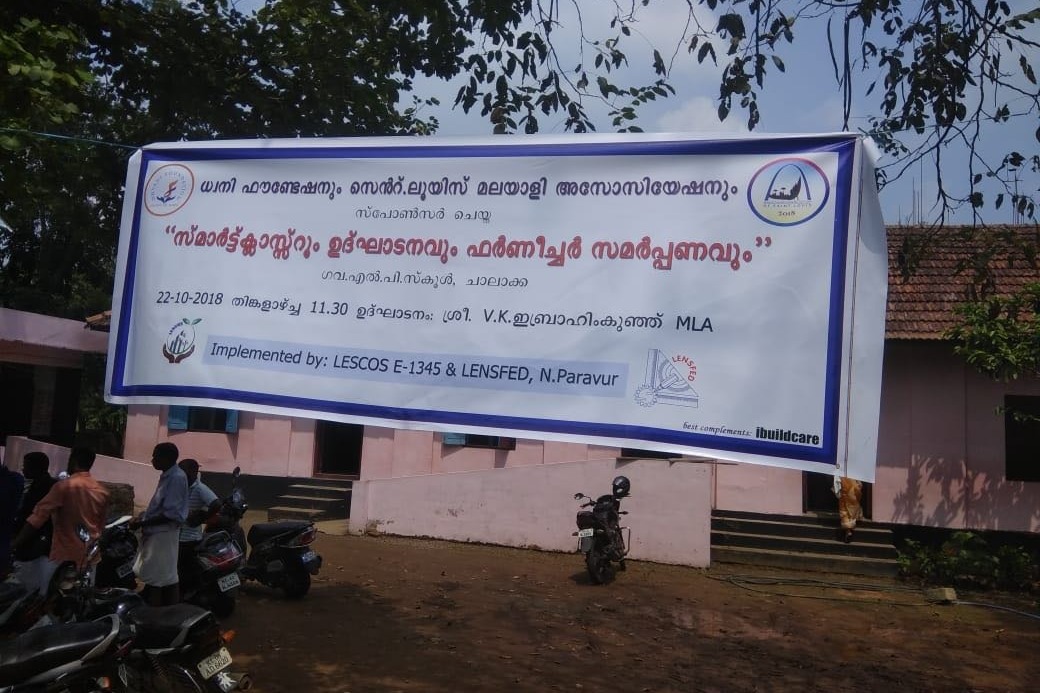 ധ്വനി ഫൗണ്ടേഷനും സെൻറ്.ലൂയിസ് മലയാളി അസോസിയേഷനും
സ്പോൺസർ ചെയ്ത
“സ്മാർട്ട്ക്ലാസ്സ്റൂം ഉദ്ഘാടനവും ഫർണീച്ചർ സമർപ്പണവും”
ഗവ.എൽ.പി.സ്കൂൾ, ചാലാക്ക
22-10-2018 തിങ്കളാഴ്ച്ച 11.30 ഉദ്ഘാടനം: ശ്രീ. V.K.ഇബ്രാഹിംകുഞ്ഞ് MLA
Implemented by: LESCOS E-1345 & LENSFED, N.Paravur
LENSFED
best complements: ibuildcare
2018